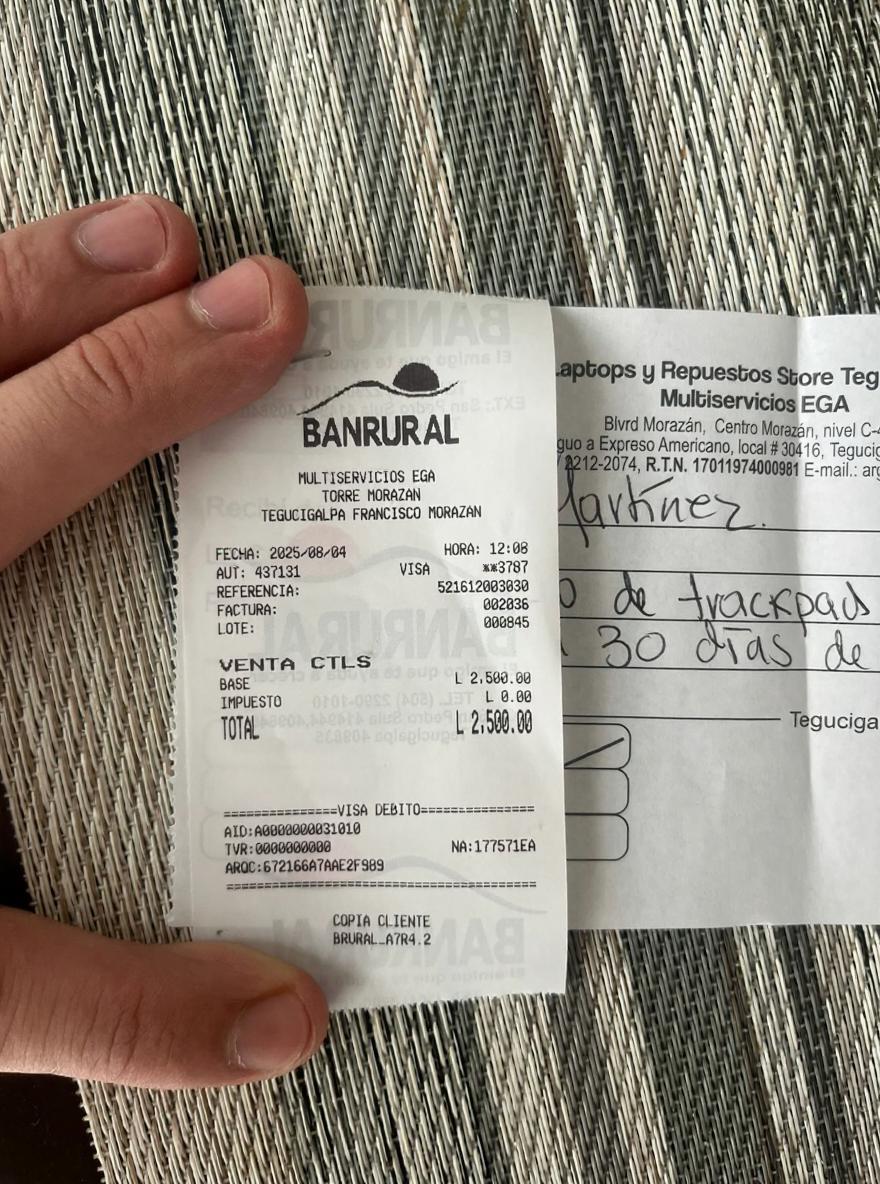 BANRURAL
MULTISERVICIOS EGA
TORRE MORAZAN
TEGUCIGALPA FRANCISCO MORAZAN
FECHA: 2025/08/04 HORA: 12:08
AUT: 437131 VISA **3787
REFERENCIA: 521612003030
FACTURA: 002036
LOTE: 000845
VENTA CTLS
BASE L 2,500.00
IMPUESTO L 0.00
TOTAL L 2,500.00
===============VISA DEBITO===============
AID:A0000000031010
TVR:0000000000 NA:177571EA
ARQC:672166A7AAE2F989
COPIA CLIENTE
BRURAL_A7R4.2
Laptops y Repuestos Store Teg
Multiservicios EGA
Blvrd Morazán, Centro Morazán, nivel C-4
guo a Expreso Americano, local # 30416, Tegucig
2212-2074, R.T.N. 17011974000981 E-mail.: arg
Martínez.
de trackpad
30 días de
Teguciga